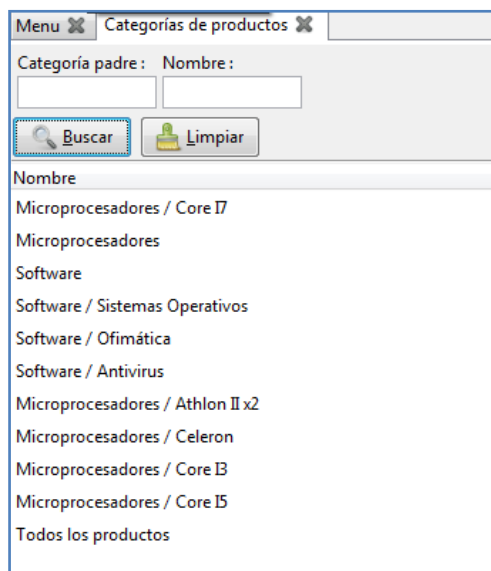 Menu Categorías de productos
Categoría padre : Nombre :
Buscar Limpiar
Nombre
Microprocesadores / Core I7
Microprocesadores
Software
Software / Sistemas Operativos
Software / Ofimática
Software / Antivirus
Microprocesadores / Athlon II x2
Microprocesadores / Celeron
Microprocesadores / Core I3
Microprocesadores / Core I5
Todos los productos